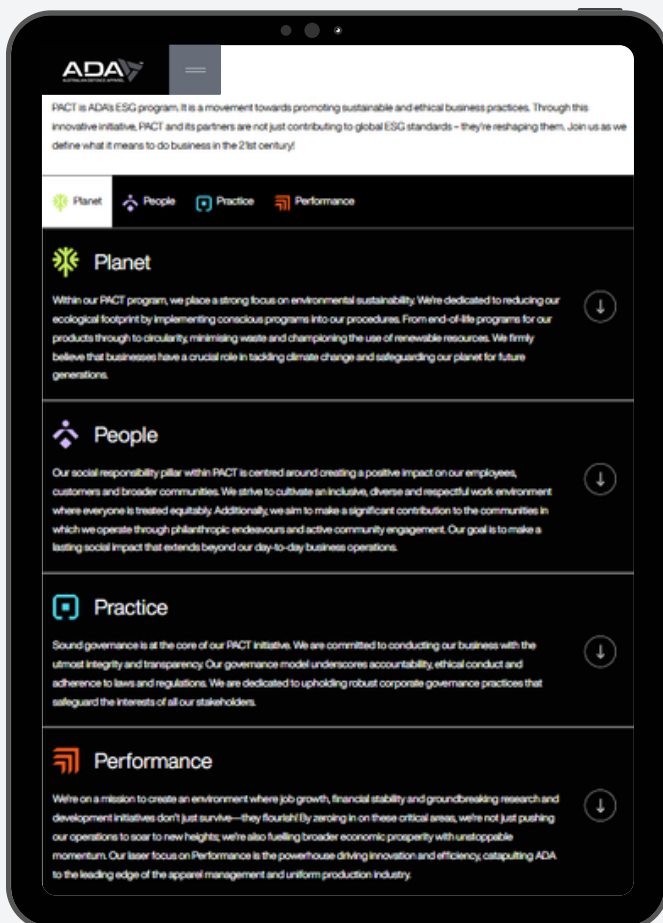 ADA
AUSTRALIAN DEFENCE APPAREL
PACT is ADA's ESG program. It is a movement towards promoting sustainable and ethical business practices. Through this
innovative initiative, PACT and its partners are not just contributing to global ESG standards – they're reshaping them. Join us as we
define what it means to do business in the 21st century!
Planet People Practice Performance
Planet
Within our PACT program, we place a strong focus on environmental sustainability. We're dedicated to reducing our
ecological footprint by implementing conscious programs into our procedures. From end-of-life programs for our
products through to circularity, minimising waste and championing the use of renewable resources. We firmly
believe that businesses have a crucial role in tackling climate change and safeguarding our planet for future
generations.
People
Our social responsibility pillar within PACT is centred around creating a positive impact on our employees,
customers and broader communities. We strive to cultivate an inclusive, diverse and respectful work environment
where everyone is treated equitably. Additionally, we aim to make a significant contribution to the communities in
which we operate through philanthropic endeavours and active community engagement. Our goal is to make a
lasting social impact that extends beyond our day-to-day business operations.
Practice
Sound governance is at the core of our PACT initiative. We are committed to conducting our business with the
utmost integrity and transparency. Our governance model underscores accountability, ethical conduct and
adherence to laws and regulations. We are dedicated to upholding robust corporate governance practices that
safeguard the interests of all our stakeholders.
Performance
We're on a mission to create an environment where job growth, financial stability and groundbreaking research and
development initiatives don't just survive—they flourish! By zeroing in on these critical areas, we're not just pushing
our operations to soar to new heights; we're also fuelling broader economic prosperity with unstoppable
momentum. Our laser focus on Performance is the powerhouse driving innovation and efficiency, catapulting ADA
to the leading edge of the apparel management and uniform production industry.